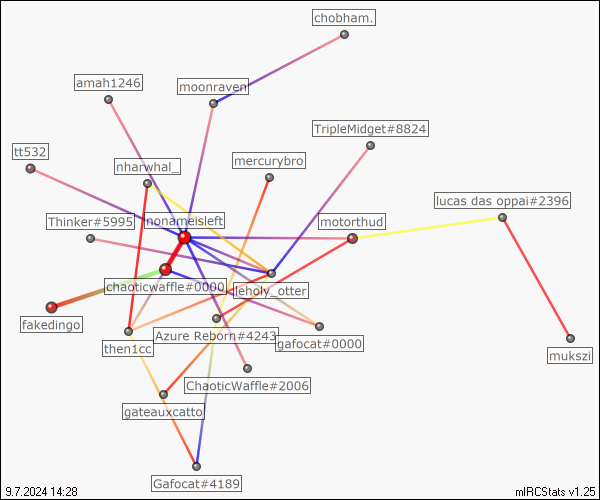 chobham.
amah1246
moonraven
TripleMidget#8824
tt532
nharwhal_
mercurybro
lucas das oppai#2396
Thinker#5995
nonameisleft
motorthud
chaoticwaffle#0000
leholy_otter
fakedingo
then1cc
Azure Reborn#4243
gafocat#0000
mukszi
ChaoticWaffle#2006
gateauxcatto
Gafocat#4189
9.7.2024 14:28
mIRCStats v1.25